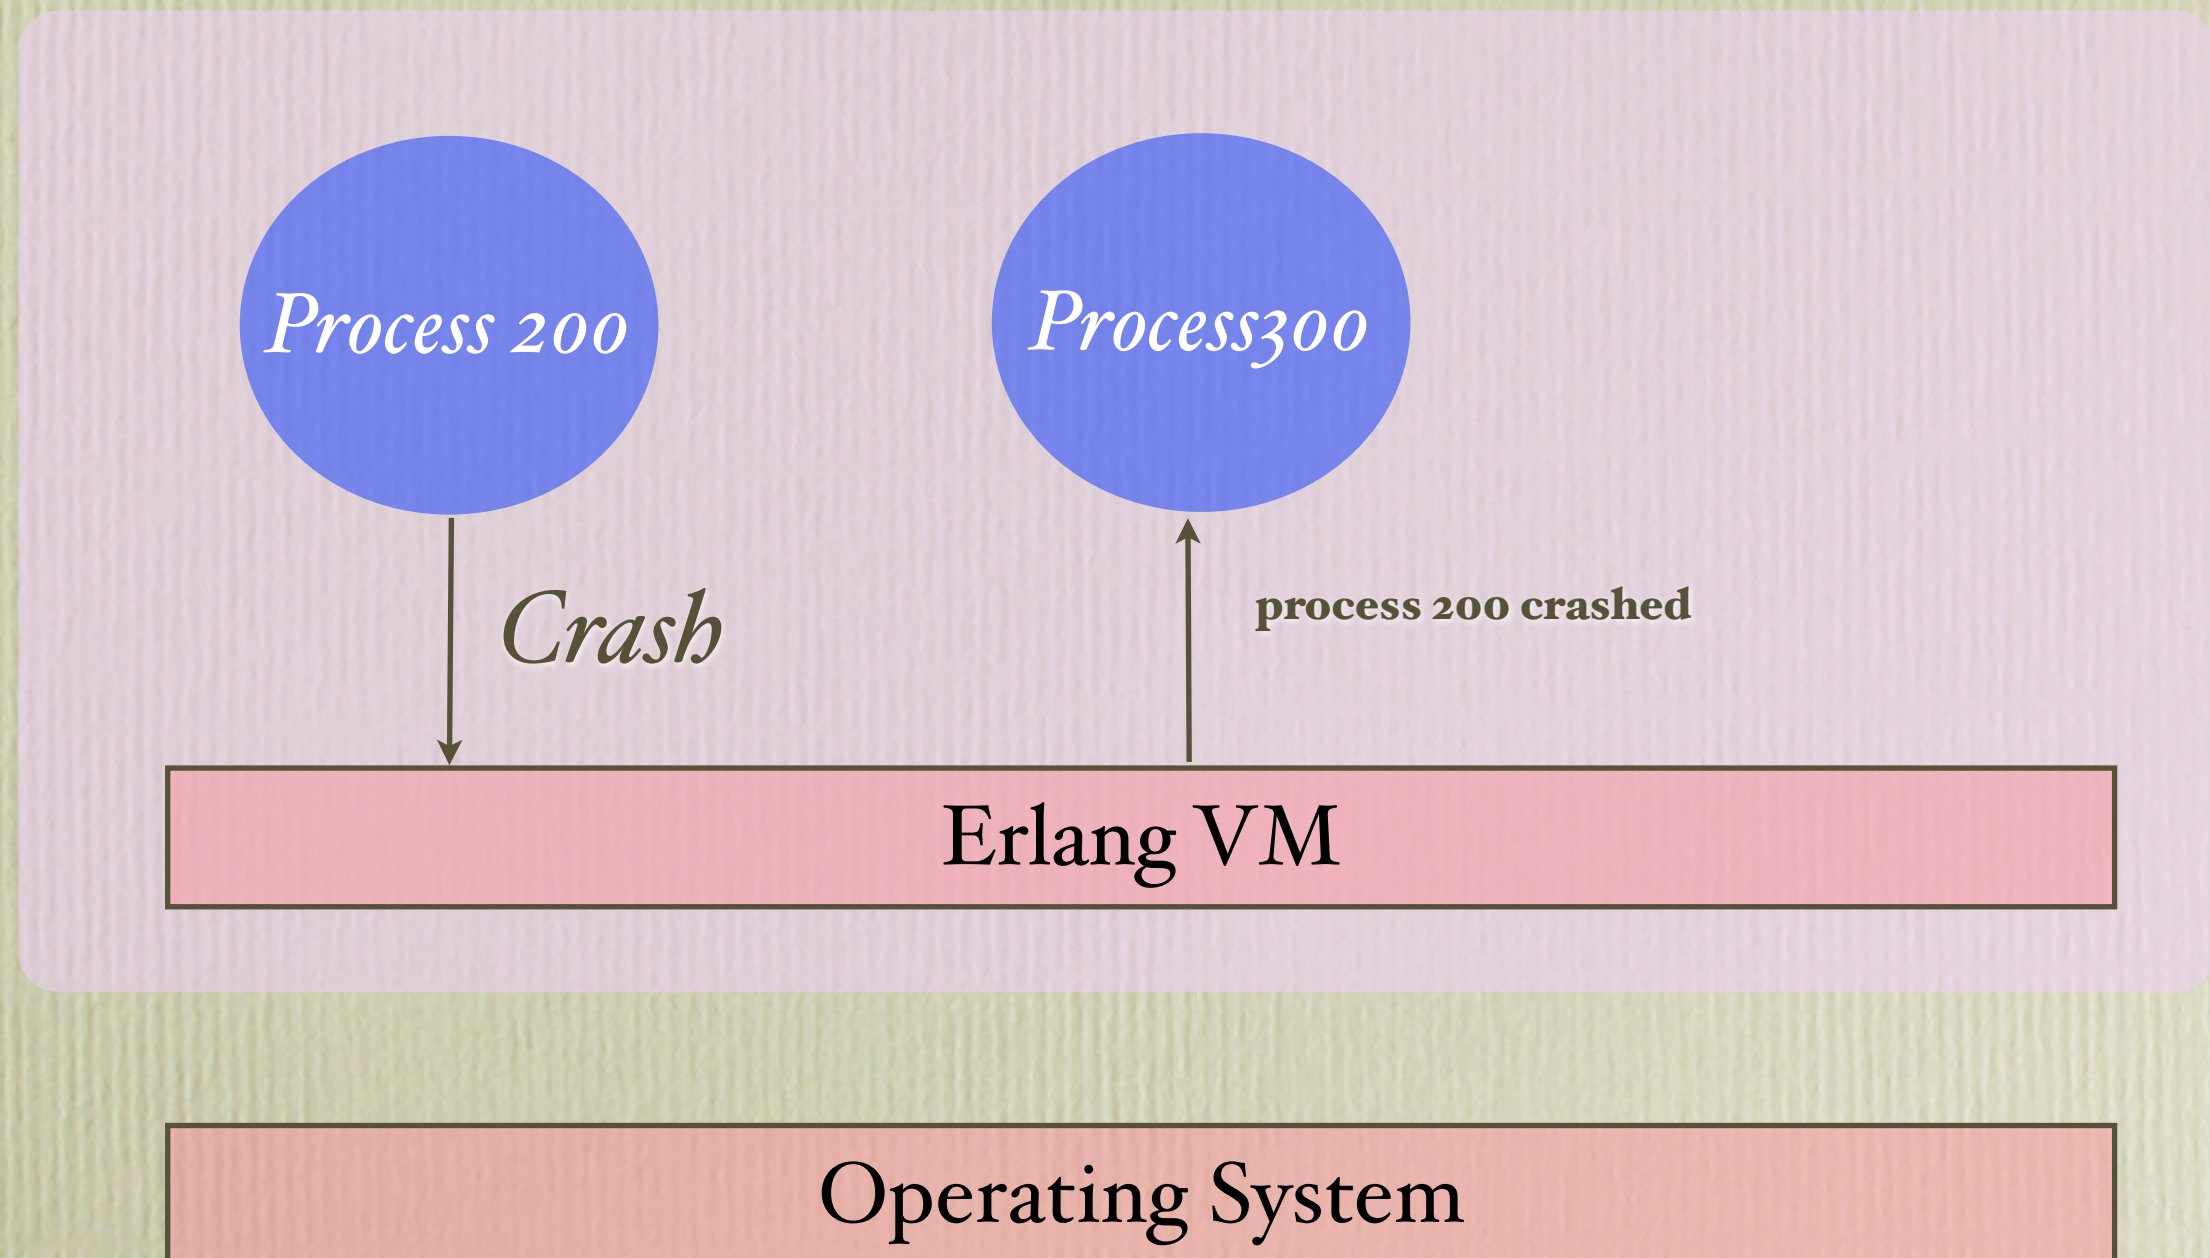 Process 200
Process300
Crash
process 200 crashed
Erlang VM
Operating System